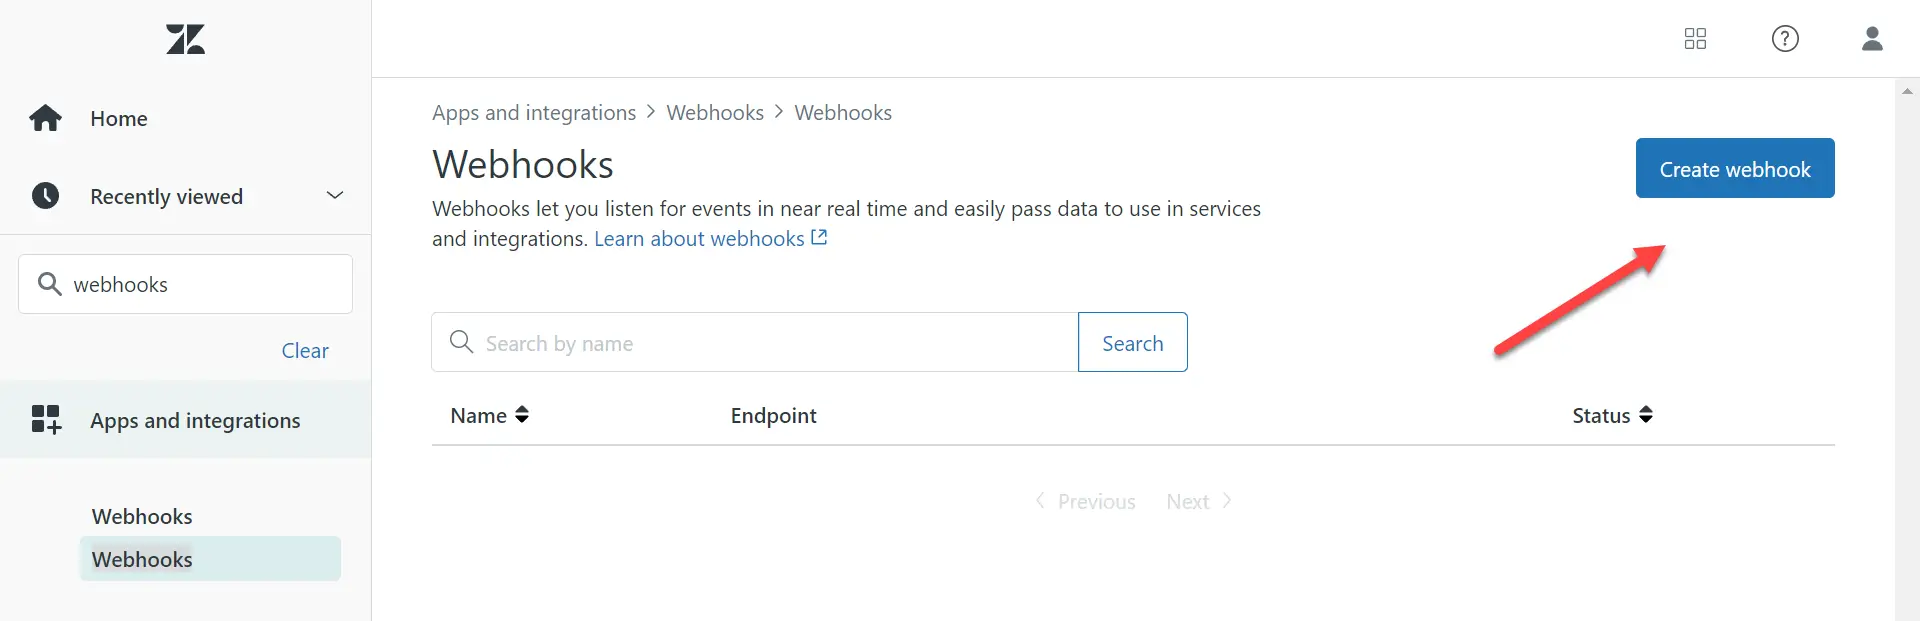 Home
Recently viewed
webhooks
Clear
Apps and integrations
Webhooks
Webhooks
Apps and integrations > Webhooks > Webhooks
Webhooks
Create webhook
Webhooks let you listen for events in near real time and easily pass data to use in services
and integrations. Learn about webhooks
Search by name
Search
Name Endpoint Status
Previous Next